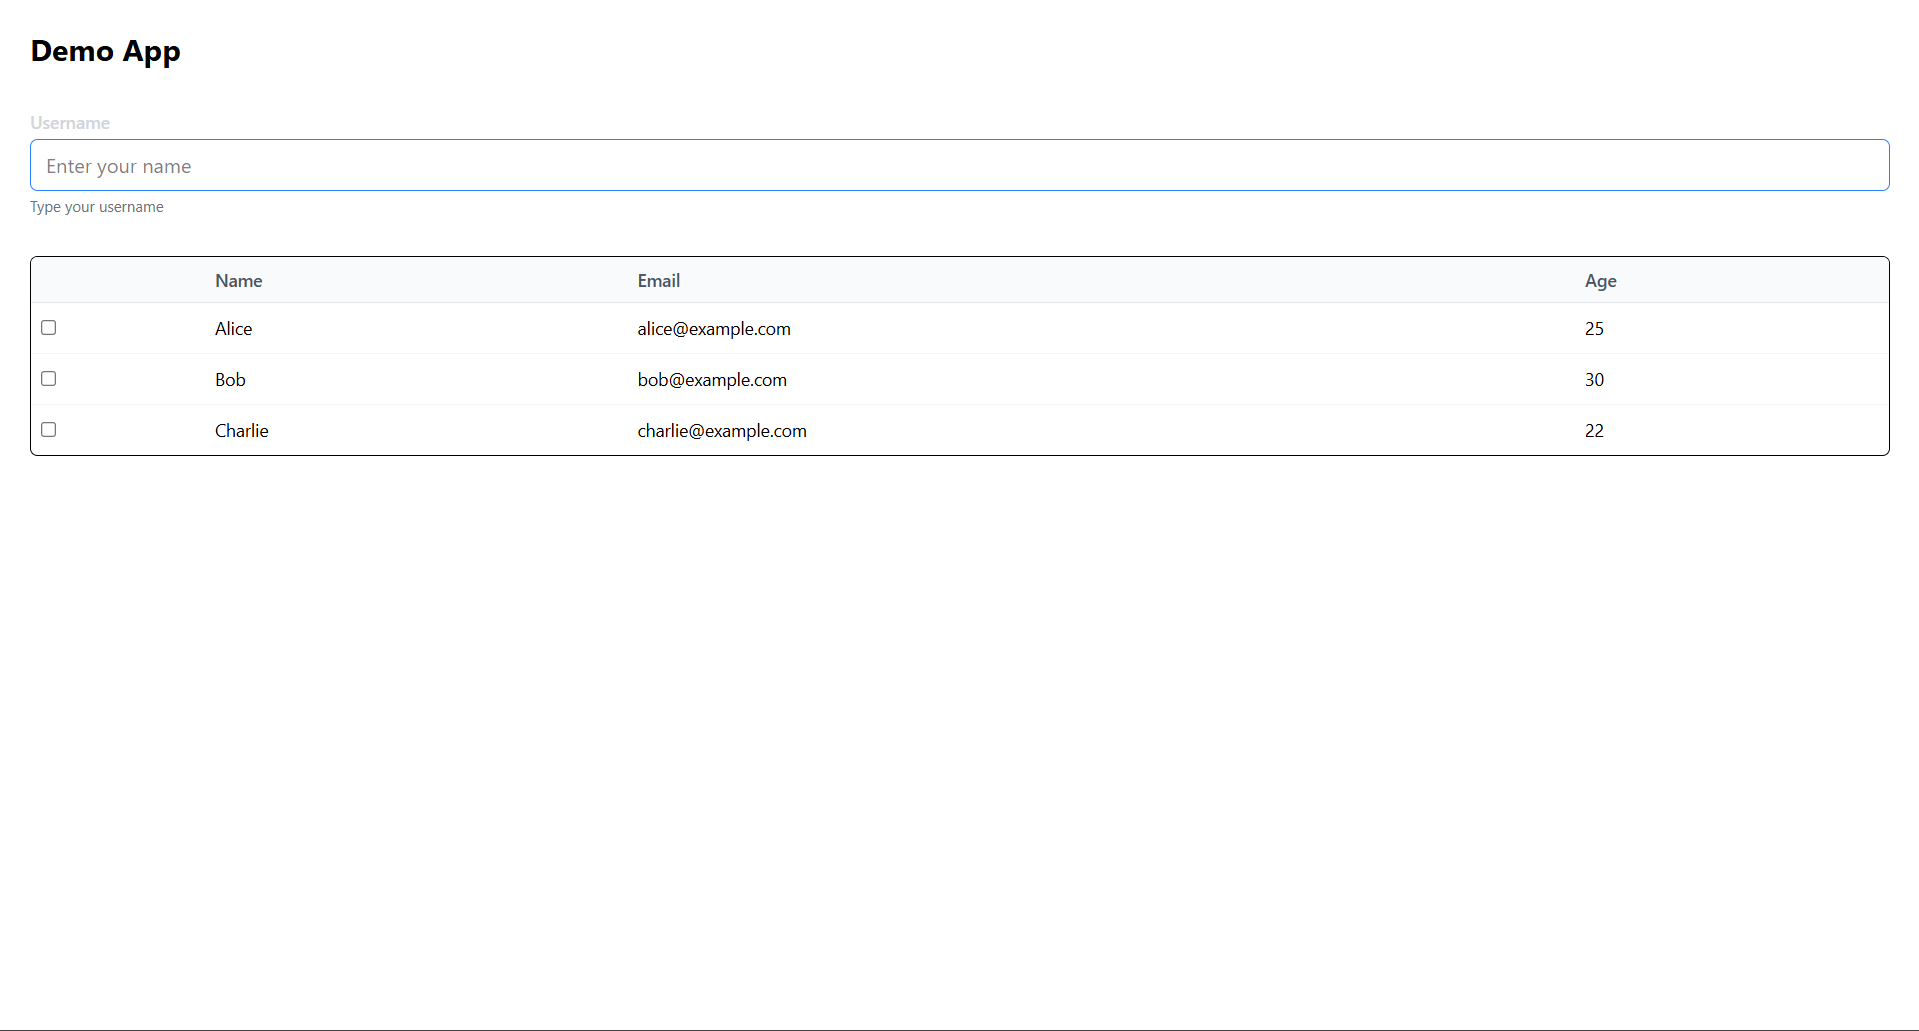 Demo App
Username
Enter your name
Type your username
Name Email Age
Alice alice@example.com 25
Bob bob@example.com 30
Charlie charlie@example.com 22